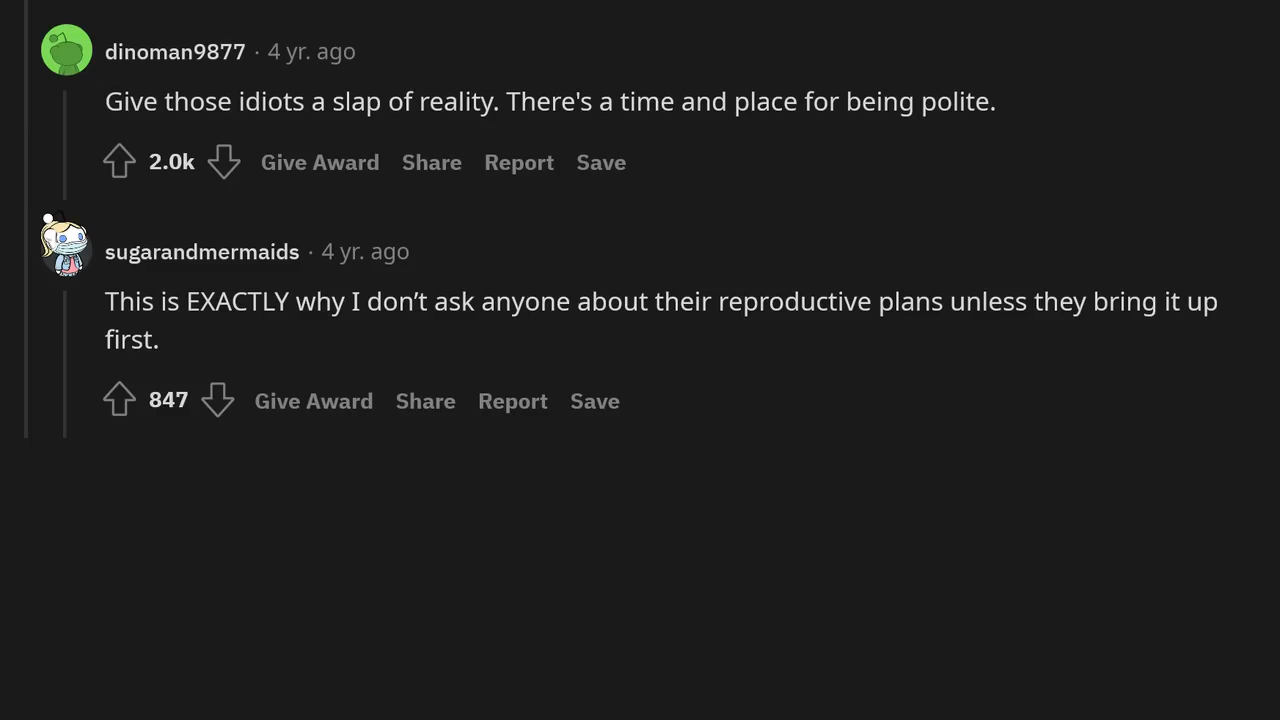 dinoman9877 · 4 yr. ago
Give those idiots a slap of reality. There's a time and place for being polite.
2.0k Give Award Share Report Save
sugarandmermaids · 4 yr. ago
This is EXACTLY why I don’t ask anyone about their reproductive plans unless they bring it up
first.
847 Give Award Share Report Save